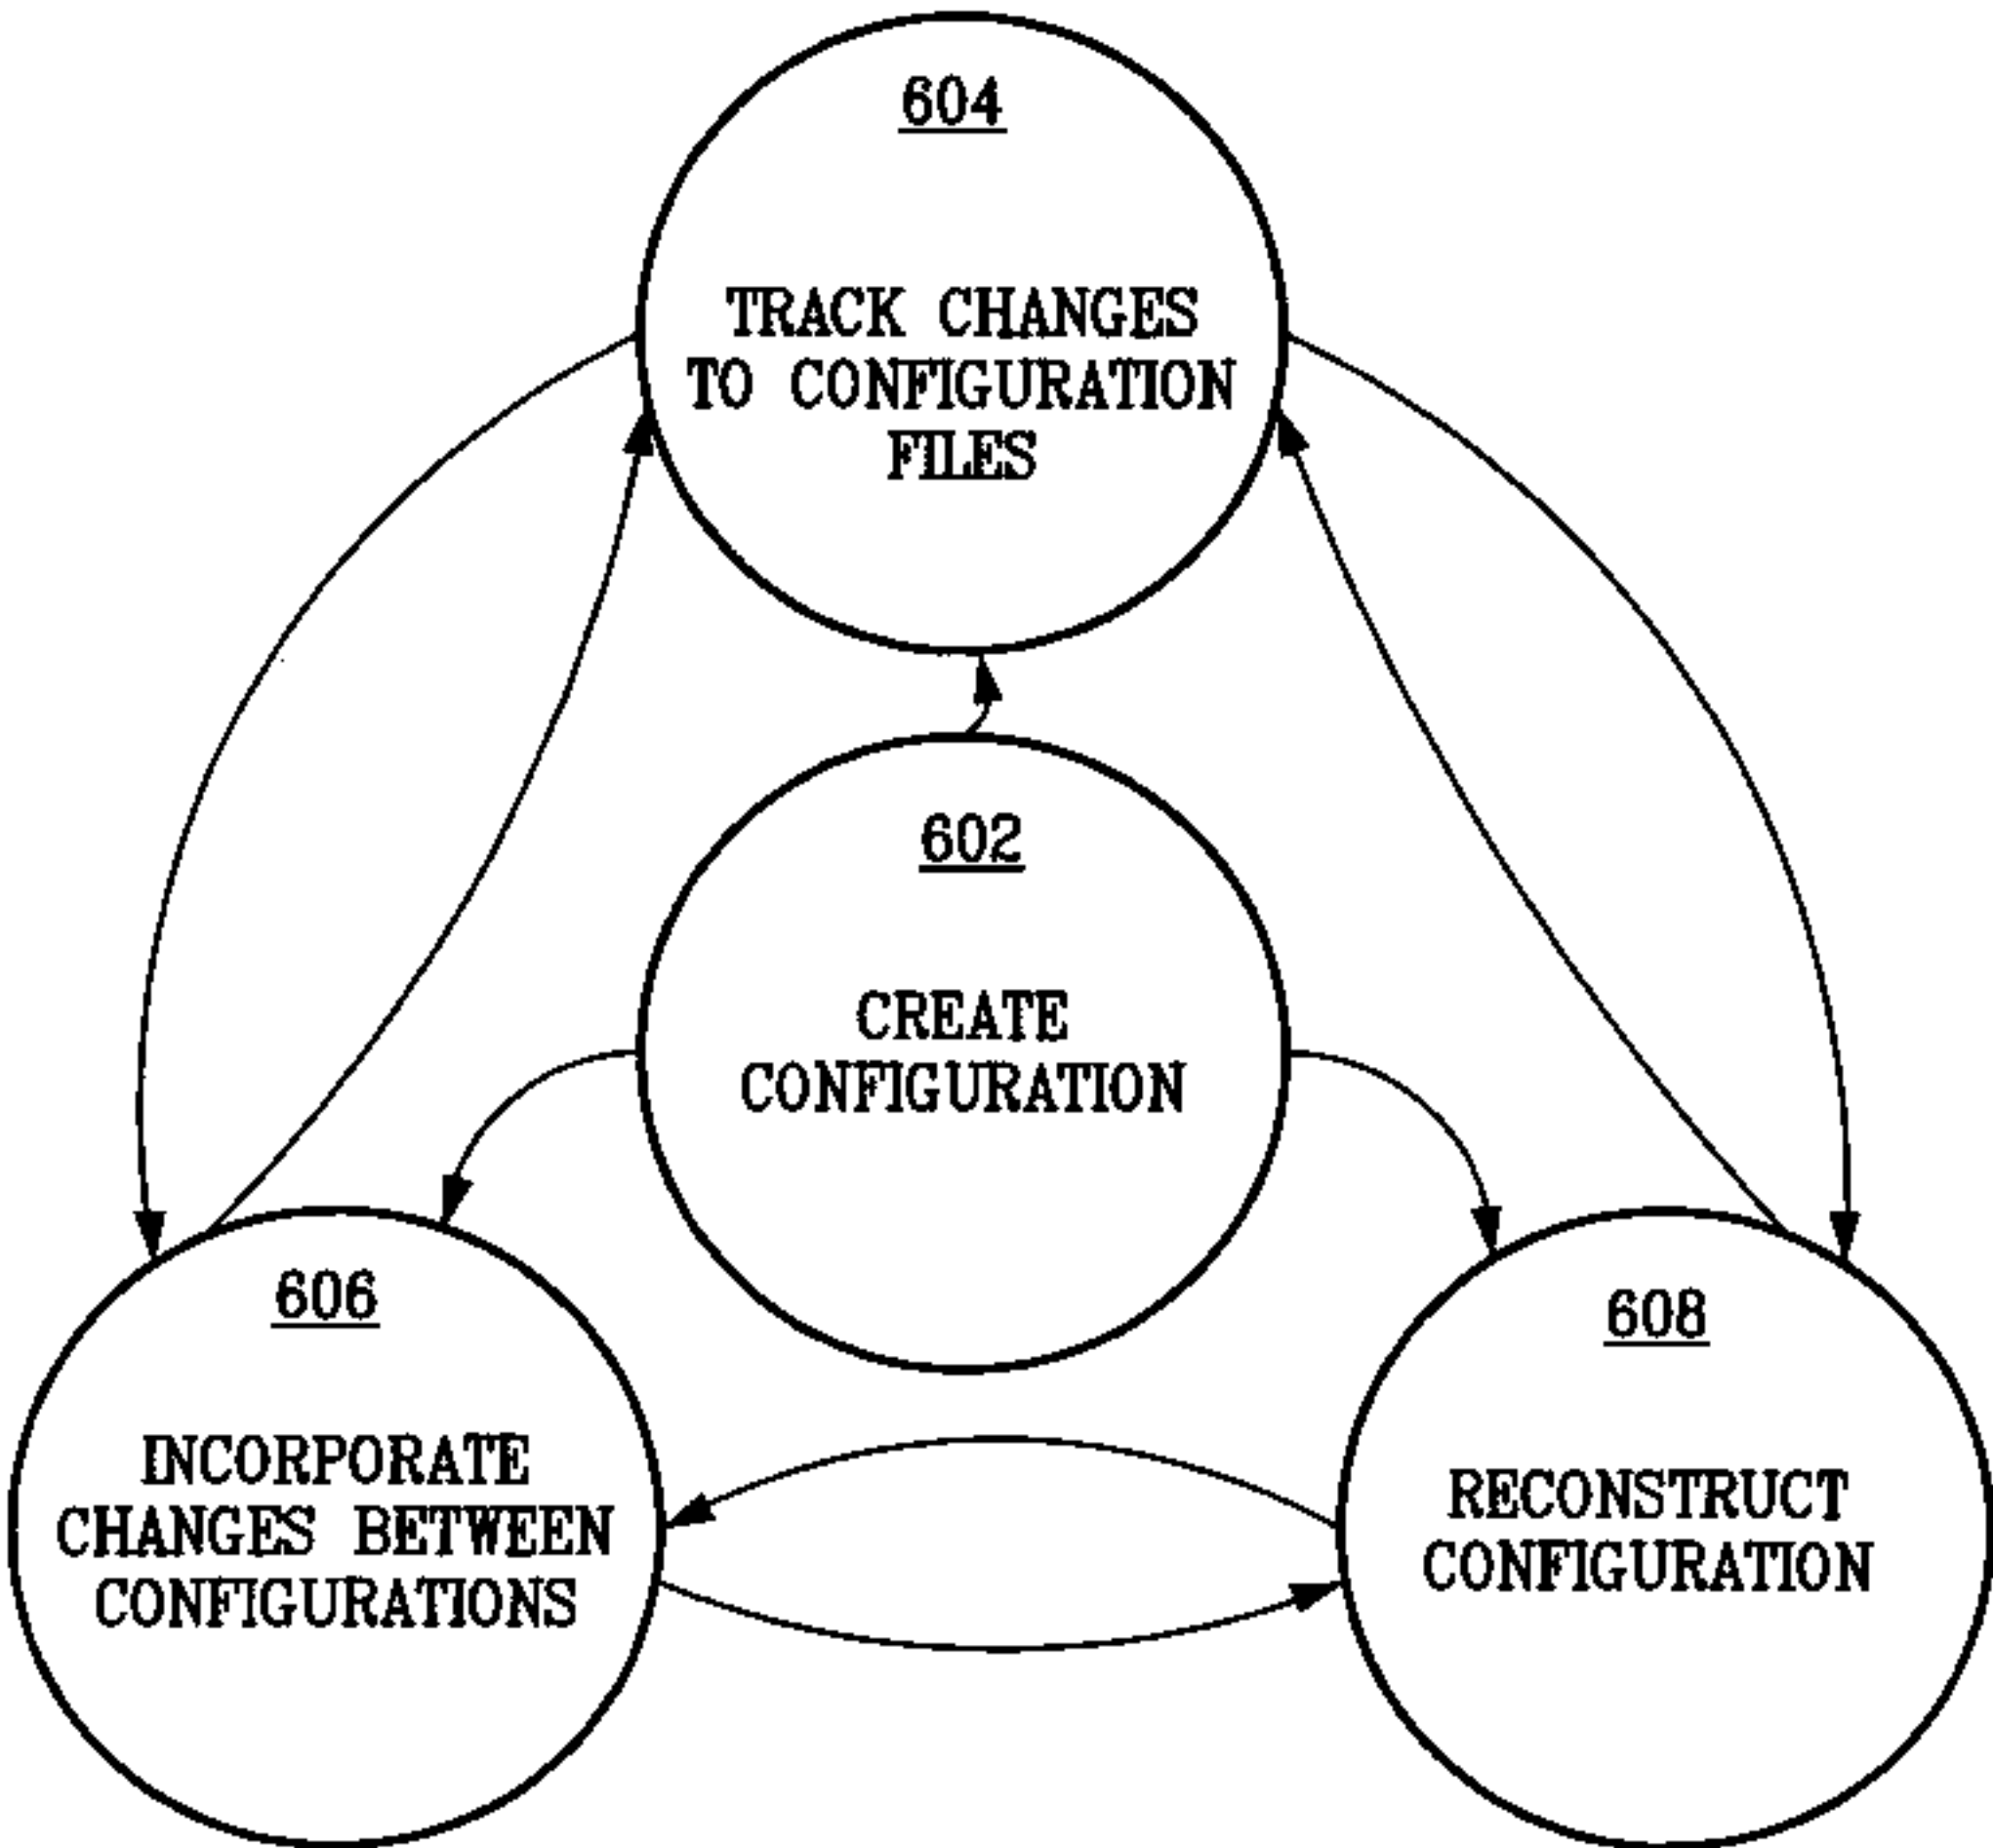 604
TRACK CHANGES
TO CONFIGURATION
FILES
602
CREATE
CONFIGURATION
606
INCORPORATE
CHANGES BETWEEN
CONFIGURATIONS
608
RECONSTRUCT
CONFIGURATION